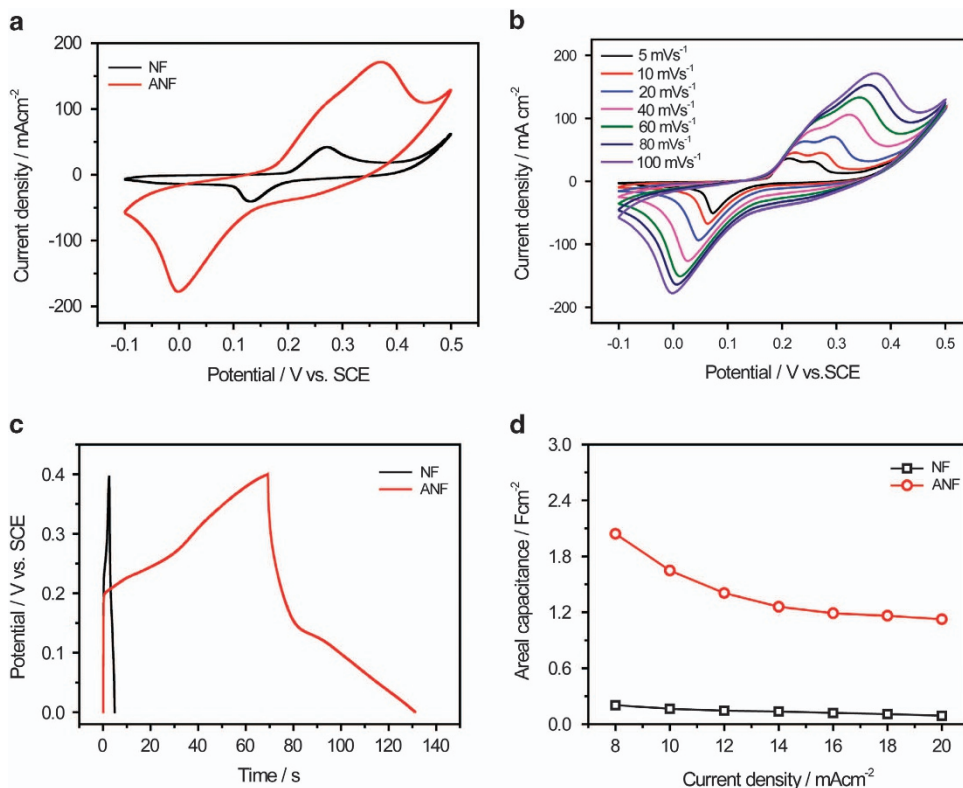 a
200
100
0
-100
-200
-0.1 0.0 0.1 0.2 0.3 0.4 0.5
Current density / mAcm⁻²
Potential / V vs. SCE
NF
ANF
b
200
100
0
-100
-200
-0.1 0.0 0.1 0.2 0.3 0.4 0.5
Current density / mA cm⁻²
Potential / V vs.SCE
5 mVs⁻¹
10 mVs⁻¹
20 mVs⁻¹
40 mVs⁻¹
60 mVs⁻¹
80 mVs⁻¹
100 mVs⁻¹
c
0.4
0.3
0.2
0.1
0.0
0 20 40 60 80 100 120 140
Potential / V vs. SCE
Time / s
NF
ANF
d
3.0
2.4
1.8
1.2
0.6
0.0
8 10 12 14 16 18 20
Areal capacitance / Fcm⁻²
Current density / mAcm⁻²
NF
ANF